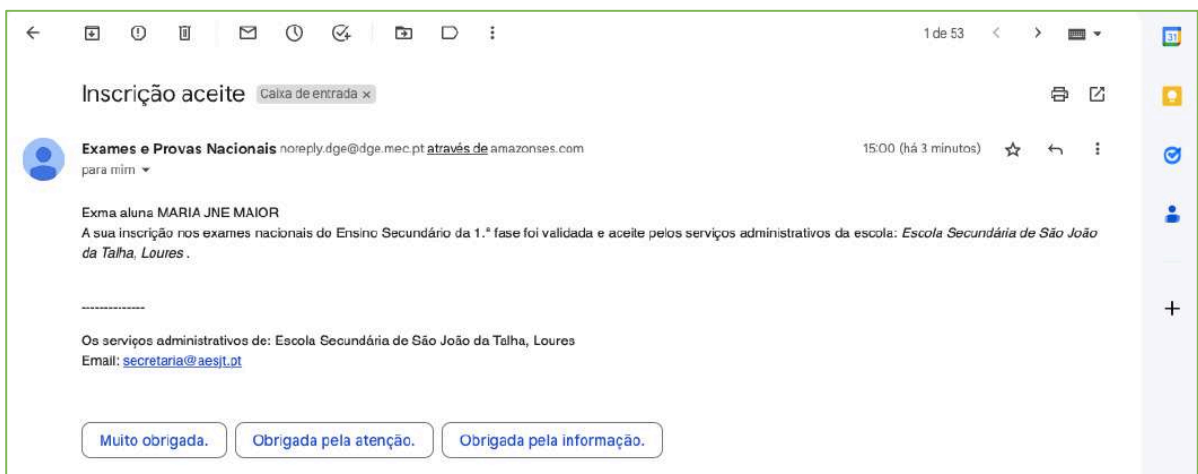 1 de 53
31
Inscrição aceite Caixa de entrada ×
Exames e Provas Nacionais noreply.dge@dge.mec.pt através de amazonses.com 15:00 (há 3 minutos)
para mim
Exma aluna MARIA JNE MAIOR
A sua inscrição nos exames nacionais do Ensino Secundário da 1.ª fase foi validada e aceite pelos serviços administrativos da escola: Escola Secundária de São João
da Talha, Loures .
--------------
Os serviços administrativos de: Escola Secundária de São João da Talha, Loures
Email: secretaria@aesjt.pt
Muito obrigada. Obrigada pela atenção. Obrigada pela informação.